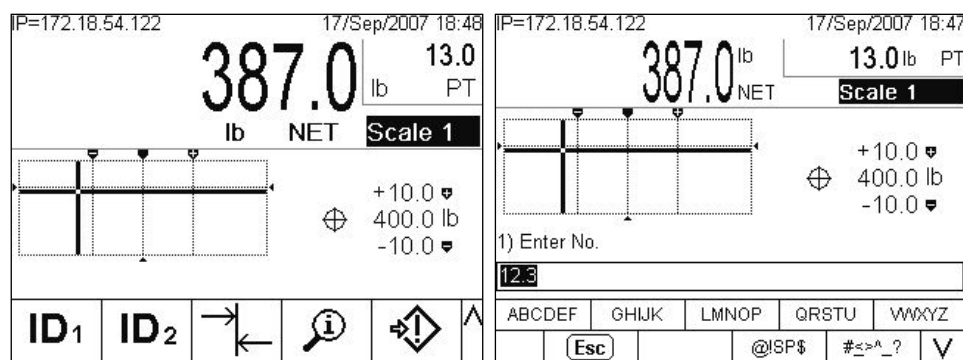 IP=172.18.54.122 17/Sep/2007 18:48
387.0 13.0
lb PT
lb NET Scale 1
+10.0
400.0 lb
-10.0
ID1 ID2
IP=172.18.54.122 17/Sep/2007 18:47
387.0 lb NET 13.0 lb PT
Scale 1
+10.0
400.0 lb
-10.0
1) Enter No.
12.3
ABCDEF GHIJK LMNOP QRSTU VWXYZ
Esc @!SP$ #<>^_?